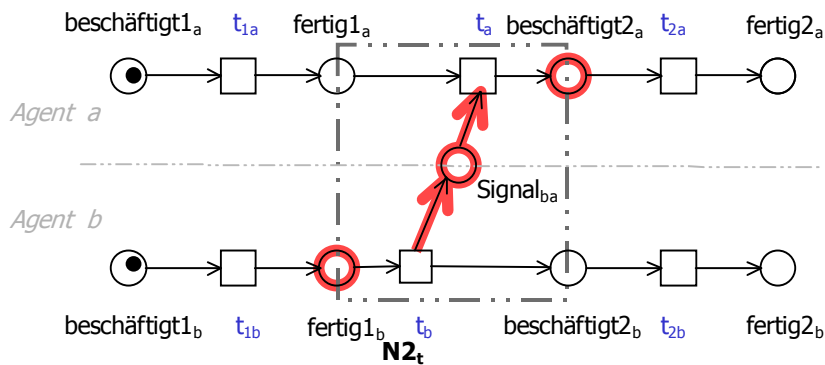 beschäftigt1a t1a fertig1a ta beschäftigt2a t2a fertig2a
Agent a
Signalba
Agent b
beschäftigt1b t1b fertig1b tb beschäftigt2b t2b fertig2b
N2t